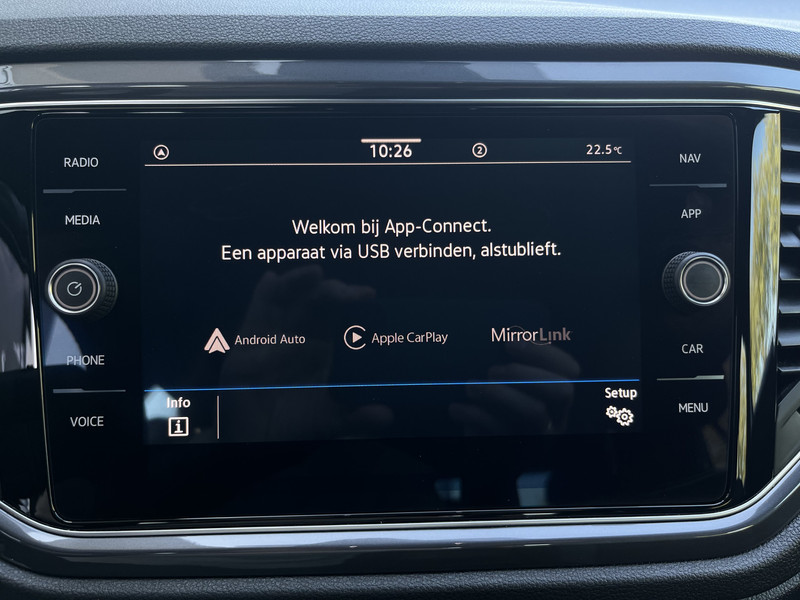 RADIO
MEDIA
PHONE
VOICE
10:26
2
22.5°C
Welkom bij App-Connect.
Een apparaat via USB verbinden, alstublieft.
Android Auto
Apple CarPlay
MirrorLink
Info
i
Setup
NAV
APP
CAR
MENU